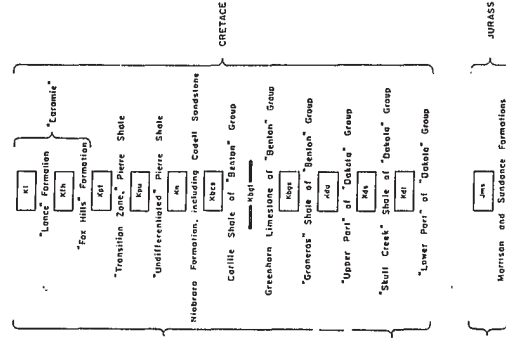 CRETACE
"Laramie"
Kl
"Lance" Formation
Kfh
"Fox Hills" Formation
Kpt
"Transition Zone," Pierre Shale
Kpu
"Undifferentiated" Pierre Shale
Kn
Niobrara Formation, including Codell Sandstone
Kbcs
Carlile Shale of "Benton" Group
Kbgl
Greenhorn Limestone of "Benton" Group
Kbgs
"Graneros" Shale of "Benton" Group
Kdu
"Upper Part" of "Dakota" Group
Kds
"Skull Creek" Shale of "Dakota" Group
Kdl
"Lower Part" of "Dakota" Group
JURASS
Jms
Morrison and Sundance Formations